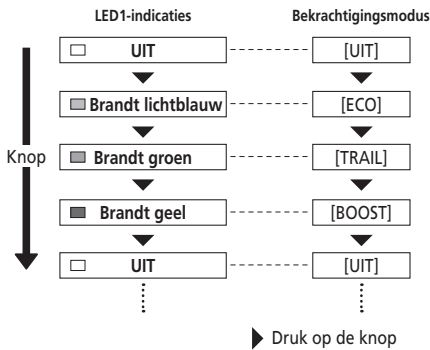 LED1-indicaties Bekrachtigingsmodus
UIT [UIT]
Brandt lichtblauw [ECO]
Knop
Brandt groen [TRAIL]
Brandt geel [BOOST]
UIT [UIT]
Druk op de knop